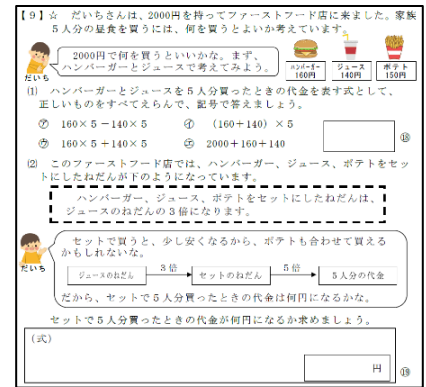 【9】☆ だいちさんは、2000円を持ってファーストフード店に来ました。家族
5人分の昼食を買うには、何を買うとよいか考えています。
2000円で何を買うといいかな。まず、
ハンバーガーとジュースで考えてみよう。
だいち
ハンバーガー
160円
ジュース
140円
ポテト
150円
⑴ ハンバーガーとジュースを5人分買ったときの代金を表す式として、
正しいものをすべてえらんで、記号で答えましょう。
㋐ 160×5-140×5 ㋑ (160+140)×5
㋒ 160×5+140×5 ㋓ 2000+160+140
⑱
⑵ このファーストフード店では、ハンバーガー、ジュース、ポテトをセッ
トにしたねだんが下のようになっています。
ハンバーガー、ジュース、ポテトをセットにしたねだんは、
ジュースのねだんの3倍になります。
セットで買うと、少し安くなるから、ポテトも合わせて買える
かもしれないな。
だいち
ジュースのねだん 3倍 セットのねだん 5倍 5人分の代金
だから、セットで5人分買ったときの代金は何円になるかな。
セットで5人分買ったときの代金が何円になるか求めましょう。
(式)
円
⑲